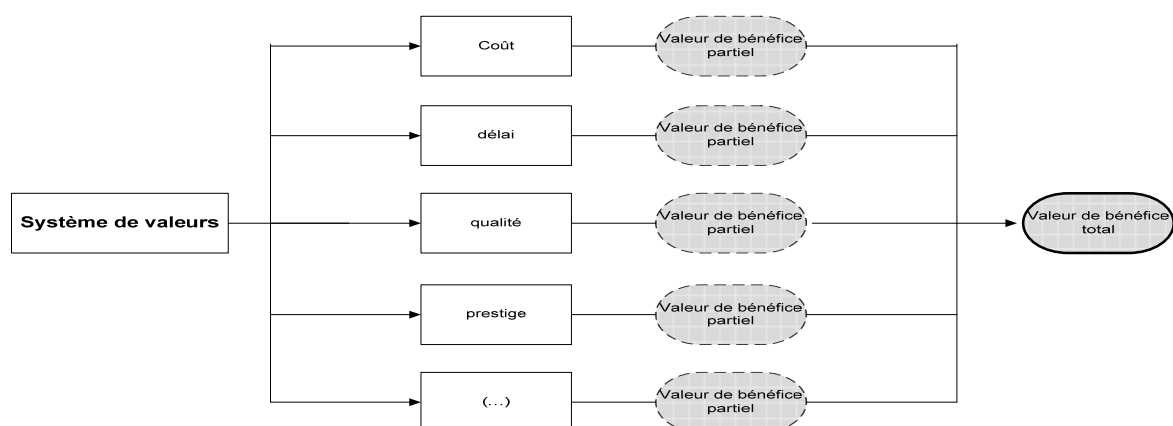 Coût
Valeur de bénéfice
partiel
délai
Valeur de bénéfice
partiel
Système de valeurs
qualité
Valeur de bénéfice
partiel
Valeur de bénéfice
total
prestige
Valeur de bénéfice
partiel
(...)
Valeur de bénéfice
partiel